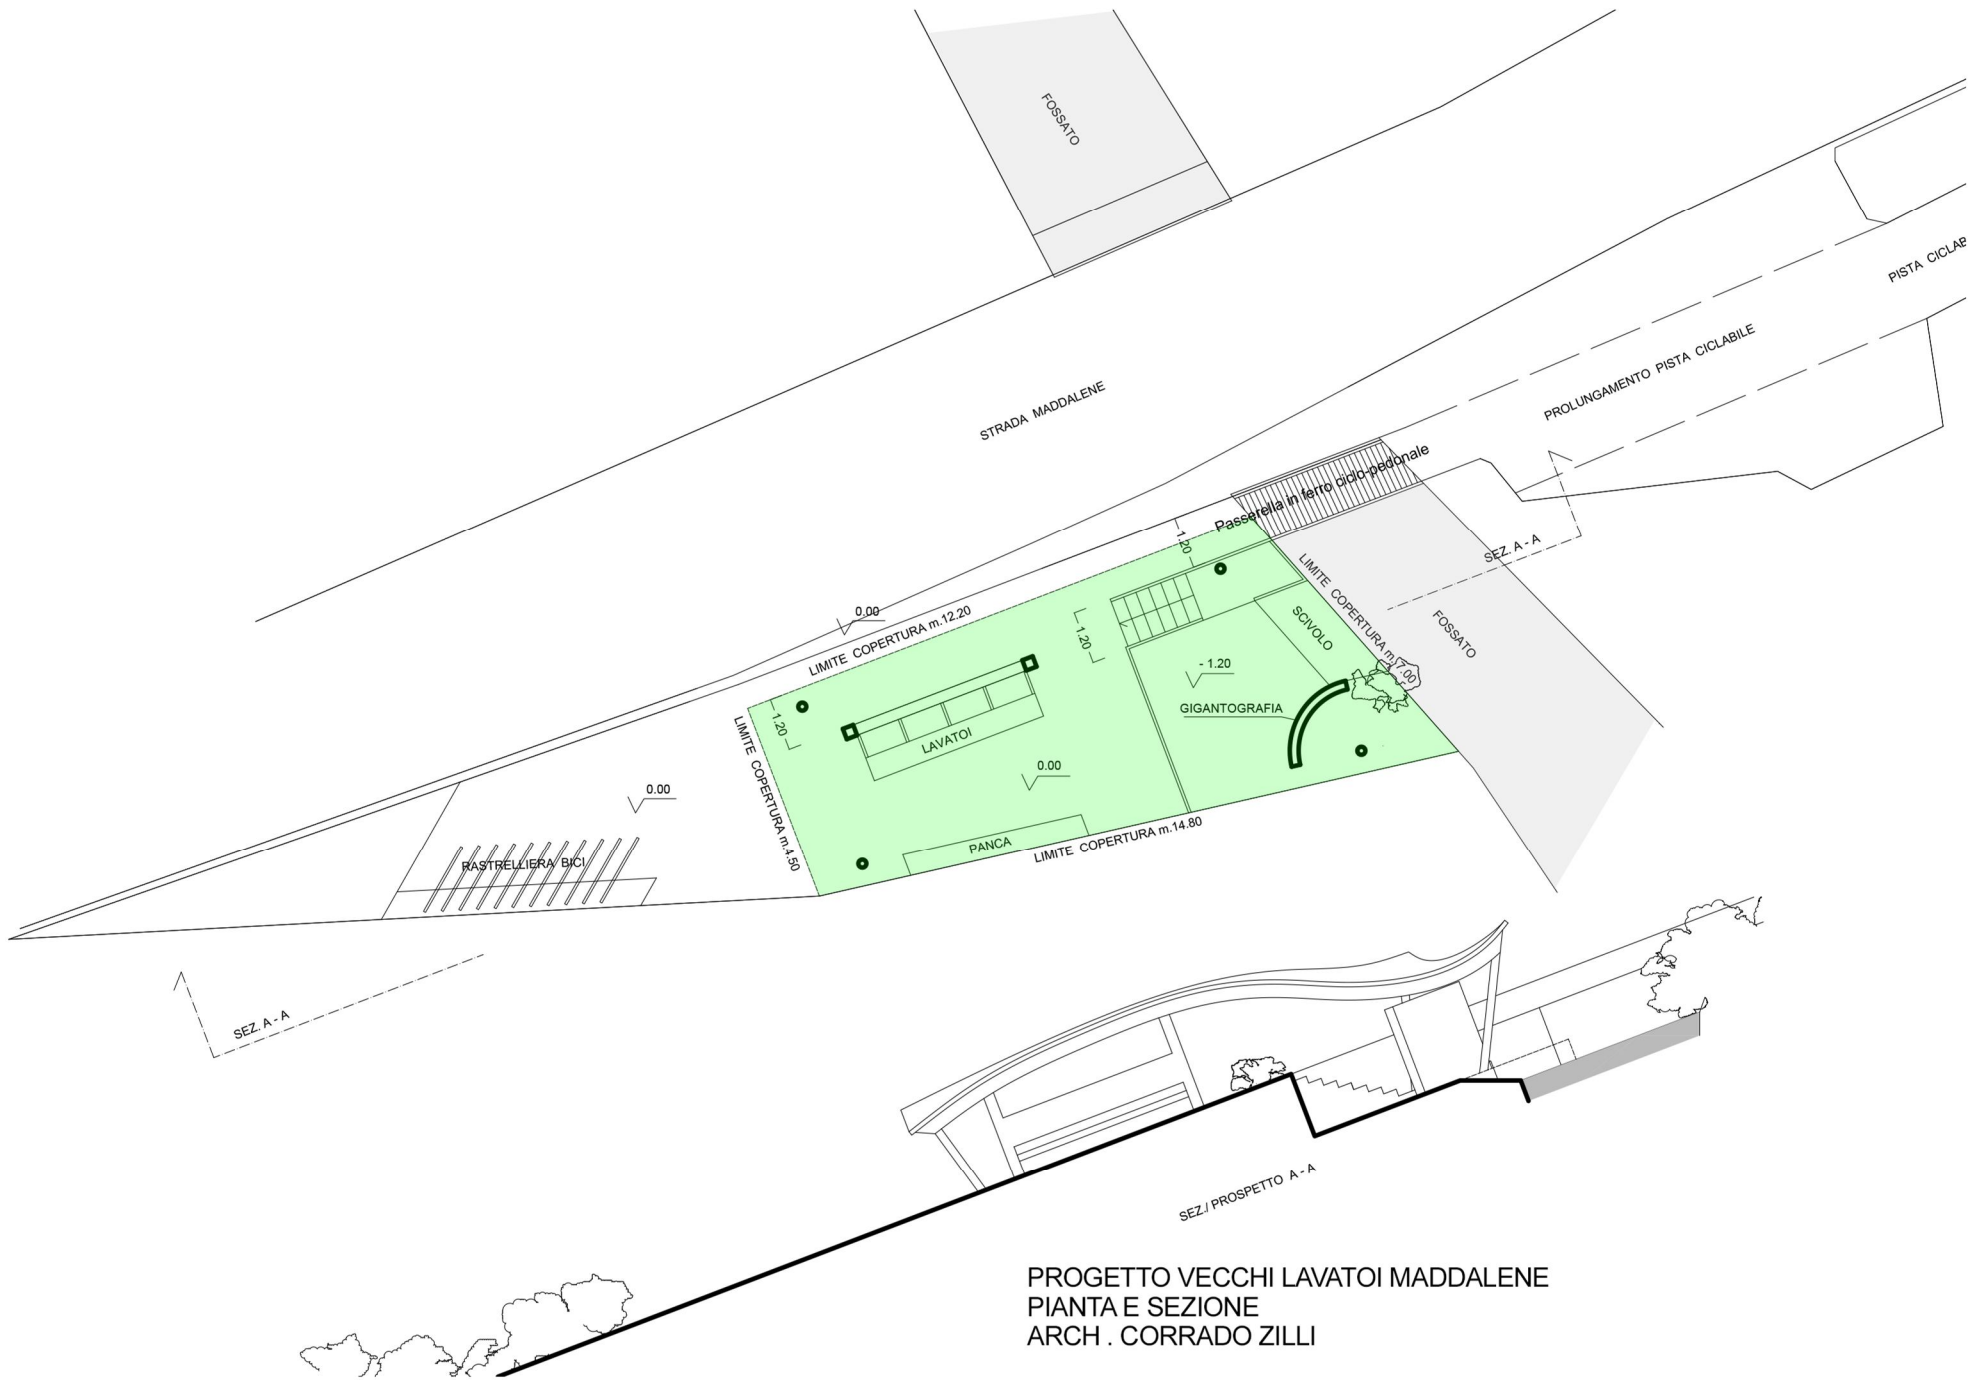 FOSSATO
PISTA CICLAB
PROLUNGAMENTO PISTA CICLABILE
STRADA MADDALENE
Passerella in ferro ciclo-pedonale
SEZ. A - A
1.20
LIMITE COPERTURA m.7.00
0.00
LIMITE COPERTURA m.12.20
1.20
SCIVOLO
FOSSATO
- 1.20
GIGANTOGRAFIA
1.20
LAVATOI
LIMITE COPERTURA m.4.50
0.00
0.00
PANCA
LIMITE COPERTURA m.14.80
RASTRELLIERA BICI
SEZ. A - A
SEZ./ PROSPETTO A - A
PROGETTO VECCHI LAVATOI MADDALENE
PIANTA E SEZIONE
ARCH . CORRADO ZILLI